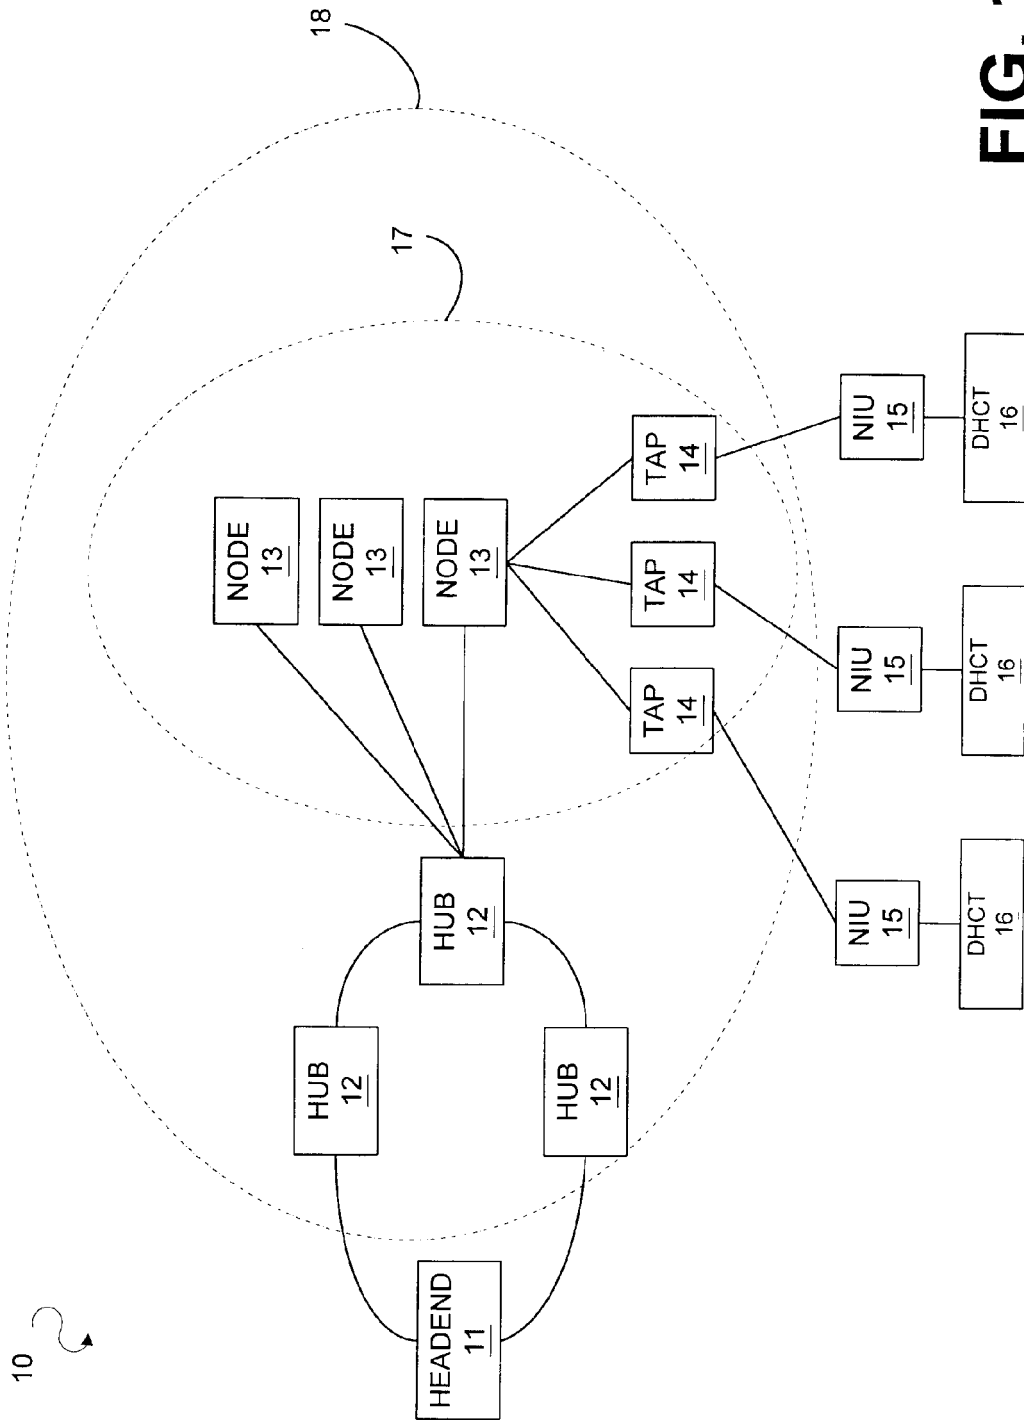 10
18
17
HEADEND
11
HUB
12
HUB
12
HUB
12
NODE
13
NODE
13
NODE
13
TAP
14
TAP
14
TAP
14
NIU
15
NIU
15
NIU
15
DHCT
16
DHCT
16
DHCT
16
FIG.